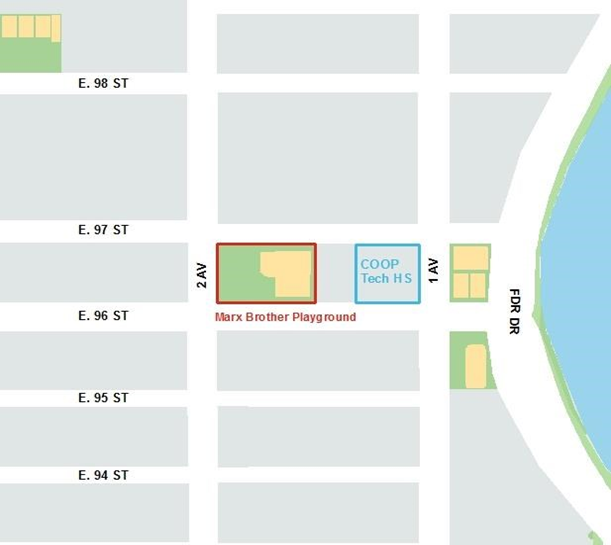 E. 98 ST
E. 97 ST
2 AV
COOP
Tech HS
1 AV
FDR DR
E. 96 ST
Marx Brother Playground
E. 95 ST
E. 94 ST